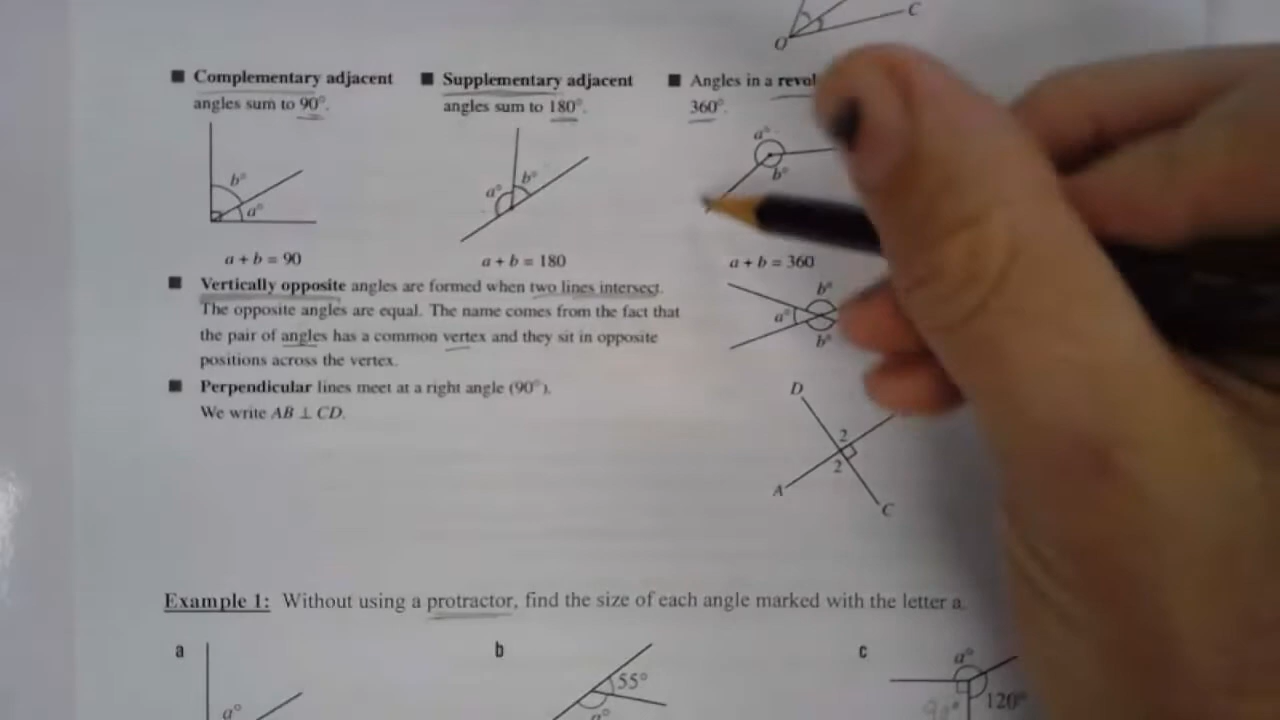 C
O
■ Complementary adjacent
angles sum to 90°.
■ Supplementary adjacent
angles sum to 180°.
■ Angles in a
360°.
b°
a°
a°
b°
a°
b°
a + b = 90
a + b = 180
a + b = 360
■ Vertically opposite angles are formed when two lines intersect.
The opposite angles are equal. The name comes from the fact that
the pair of angles has a common vertex and they sit in opposite
positions across the vertex.
b°
a°
b°
■ Perpendicular lines meet at a right angle (90°).
We write AB ⊥ CD.
D
2
2
A
C
Example 1: Without using a protractor, find the size of each angle marked with the letter a.
a
b
c
a°
55°
a°
a°
90°
120°